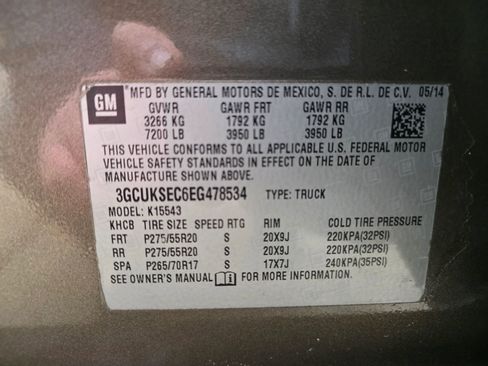 GM
MFD BY GENERAL MOTORS DE MEXICO, S. DE R.L. DE C.V. 05/14
GVWR GAWR FRT GAWR RR
3266 KG 1792 KG 1792 KG
7200 LB 3950 LB 3950 LB
THIS VEHICLE CONFORMS TO ALL APPLICABLE U.S. FEDERAL MOTOR
VEHICLE SAFETY STANDARDS IN EFFECT ON THE DATE OF
MANUFACTURE SHOWN ABOVE.
3GCUKSEC6EG478534 TYPE: TRUCK
MODEL: K15543
KHCB TIRE SIZE SPEED RTG RIM COLD TIRE PRESSURE
FRT P275/55R20 S 20X9J 220KPA(32PSI)
RR P275/55R20 S 20X9J 220KPA(32PSI)
SPA P265/70R17 S 17X7J 240KPA(35PSI)
SEE OWNER'S MANUAL FOR MORE INFORMATION.